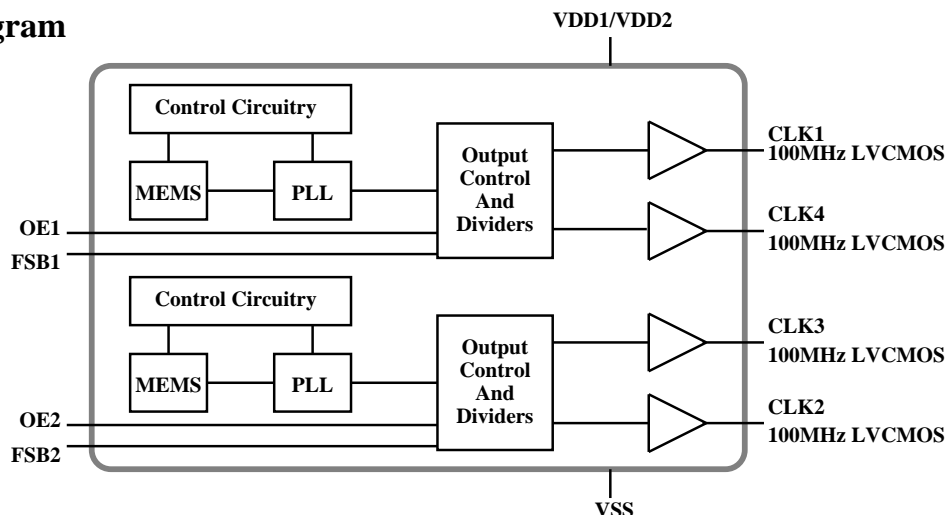 gram
VDD1/VDD2
Control Circuitry
MEMS
PLL
Output
Control
And
Dividers
CLK1
100MHz LVCMOS
CLK4
100MHz LVCMOS
OE1
FSB1
Control Circuitry
MEMS
PLL
Output
Control
And
Dividers
CLK3
100MHz LVCMOS
CLK2
100MHz LVCMOS
OE2
FSB2
VSS